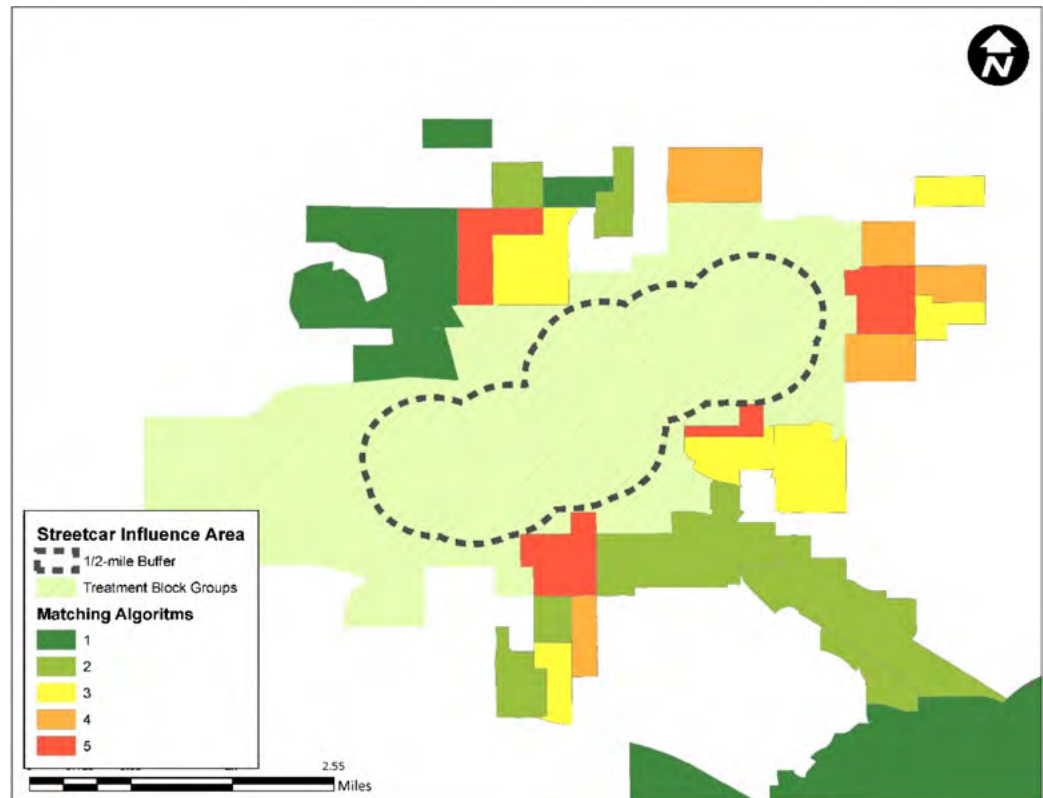 N
Streetcar Influence Area
1/2-mile Buffer
Treatment Block Groups
Matching Algoritms
1
2
3
4
5
2.55
Miles